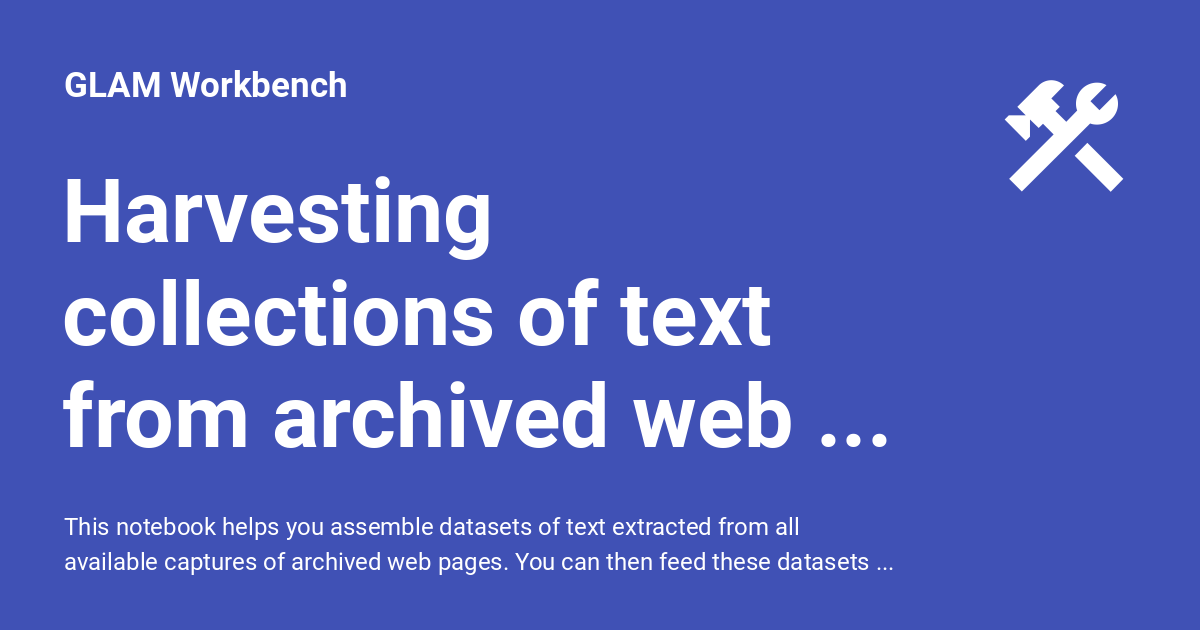 GLAM Workbench
Harvesting
collections of text
from archived web ...
This notebook helps you assemble datasets of text extracted from all
available captures of archived web pages. You can then feed these datasets ...